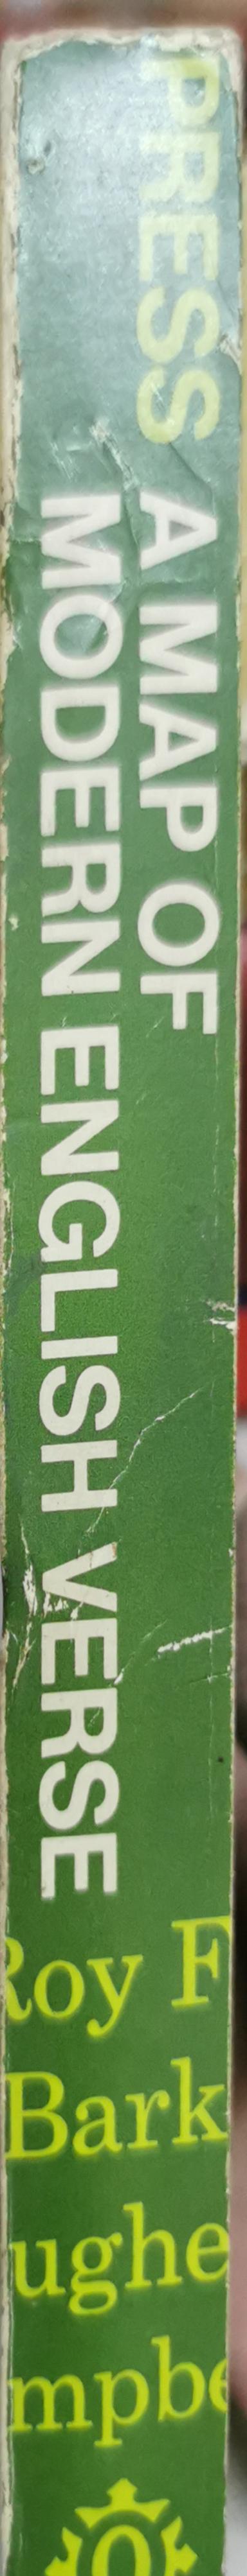 PRESS A MAP OF
MODERN ENGLISH VERSE
Roy F
Bark
ughe
mpbe